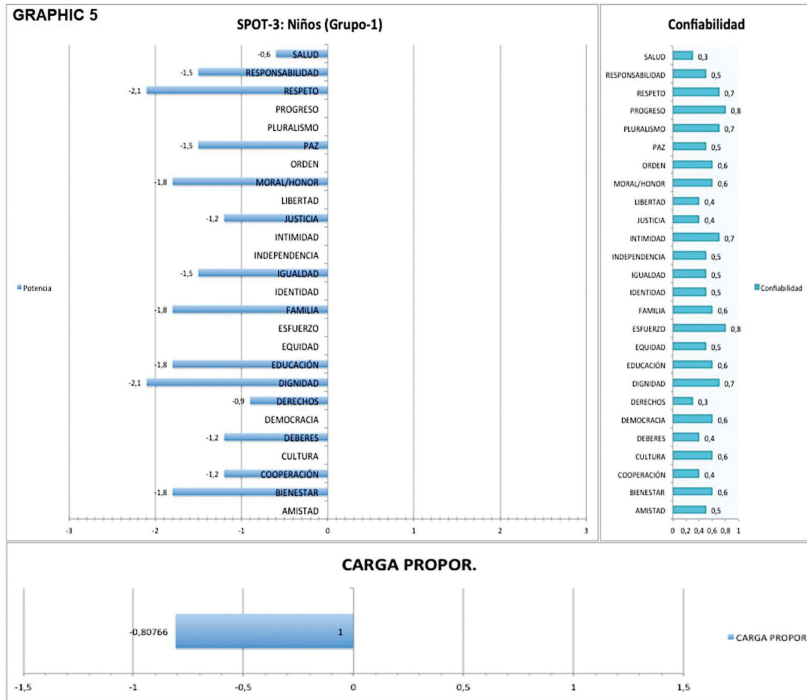 GRAPHIC 5
SPOT-3: Niños (Grupo-1)
-0,6 SALUD
-1,5 RESPONSABILIDAD
-2,1 RESPETO
PROGRESO
PLURALISMO
-1,5 PAZ
ORDEN
-1,8 MORAL/HONOR
LIBERTAD
-1,2 JUSTICIA
INTIMIDAD
INDEPENDENCIA
-1,5 IGUALDAD
IDENTIDAD
-1,8 FAMILIA
ESFUERZO
EQUIDAD
-1,8 EDUCACIÓN
-2,1 DIGNIDAD
-0,9 DERECHOS
DEMOCRACIA
-1,2 DEBERES
CULTURA
-1,2 COOPERACIÓN
-1,8 BIENESTAR
AMISTAD
Potencia
-3 -2 -1 0 1 2 3
Confiabilidad
SALUD 0,3
RESPONSABILIDAD 0,5
RESPETO 0,7
PROGRESO 0,8
PLURALISMO 0,7
PAZ 0,5
ORDEN 0,6
MORAL/HONOR 0,6
LIBERTAD 0,4
JUSTICIA 0,4
INTIMIDAD 0,7
INDEPENDENCIA 0,5
IGUALDAD 0,5
IDENTIDAD 0,5
FAMILIA 0,6
ESFUERZO 0,8
EQUIDAD 0,5
EDUCACIÓN 0,6
DIGNIDAD 0,7
DERECHOS 0,3
DEMOCRACIA 0,6
DEBERES 0,4
CULTURA 0,6
COOPERACIÓN 0,4
BIENESTAR 0,6
AMISTAD 0,5
Confiabilidad
0 0,2 0,4 0,6 0,8 1
CARGA PROPOR.
-0,80766 1
CARGA PROPOR
-1,5 -1 -0,5 0 0,5 1 1,5